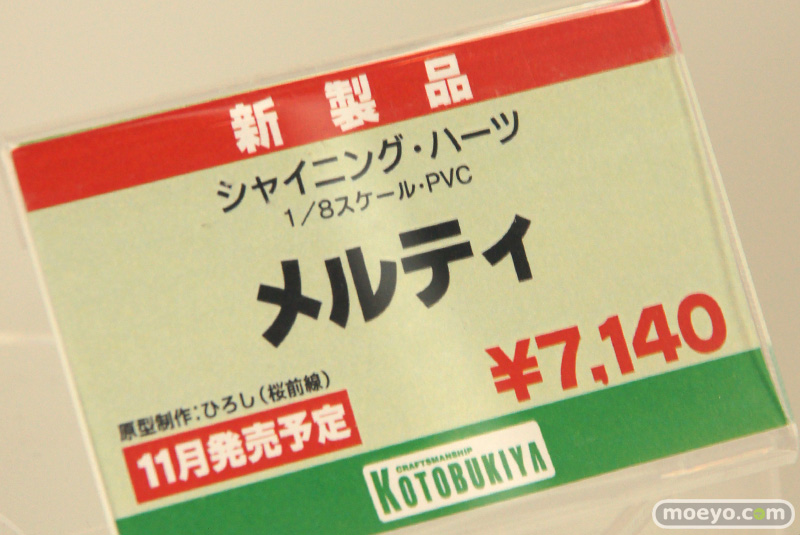 新製品
シャイニング・ハーツ
1/8スケール・PVC
メルティ
¥7,140
原型制作：ひろし（桜前線）
11月発売予定
CRAFTSMANSHIP
KOTOBUKIYA
moeyo.com